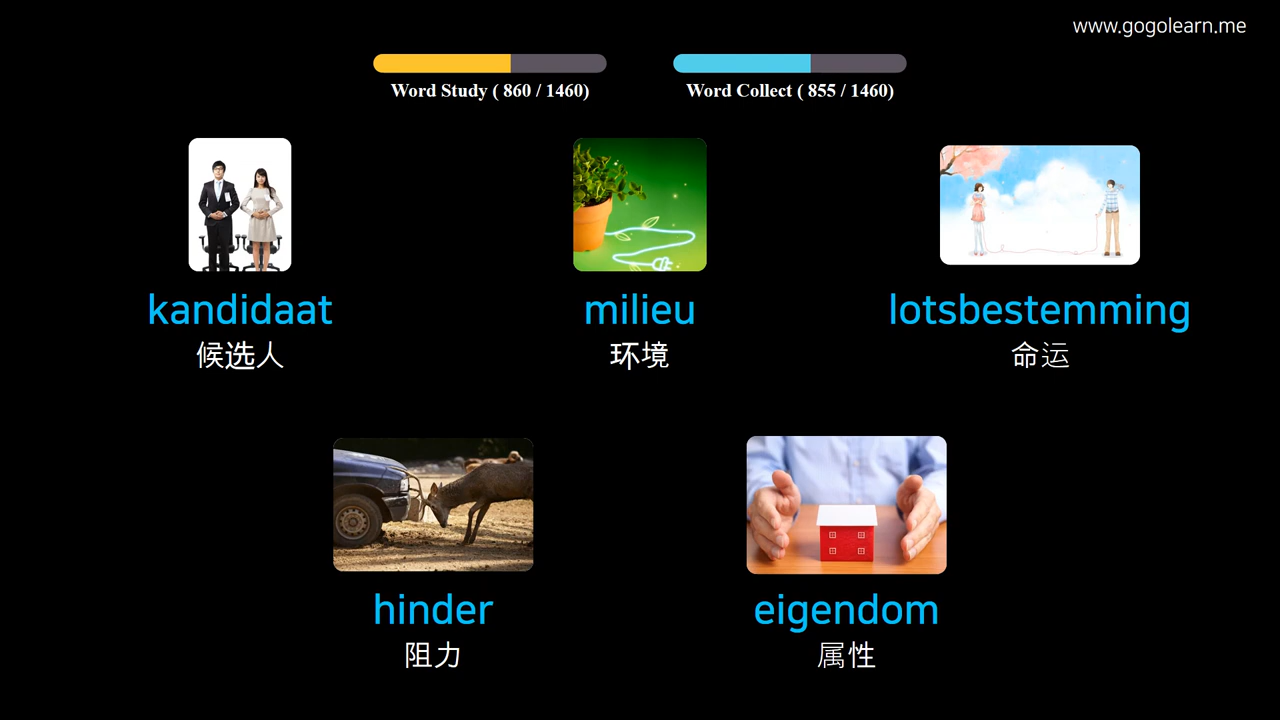 www.gogolearn.me
Word Study ( 860 / 1460)
Word Collect ( 855 / 1460)
kandidaat
候选人
milieu
环境
lotsbestemming
命运
hinder
阻力
eigendom
属性